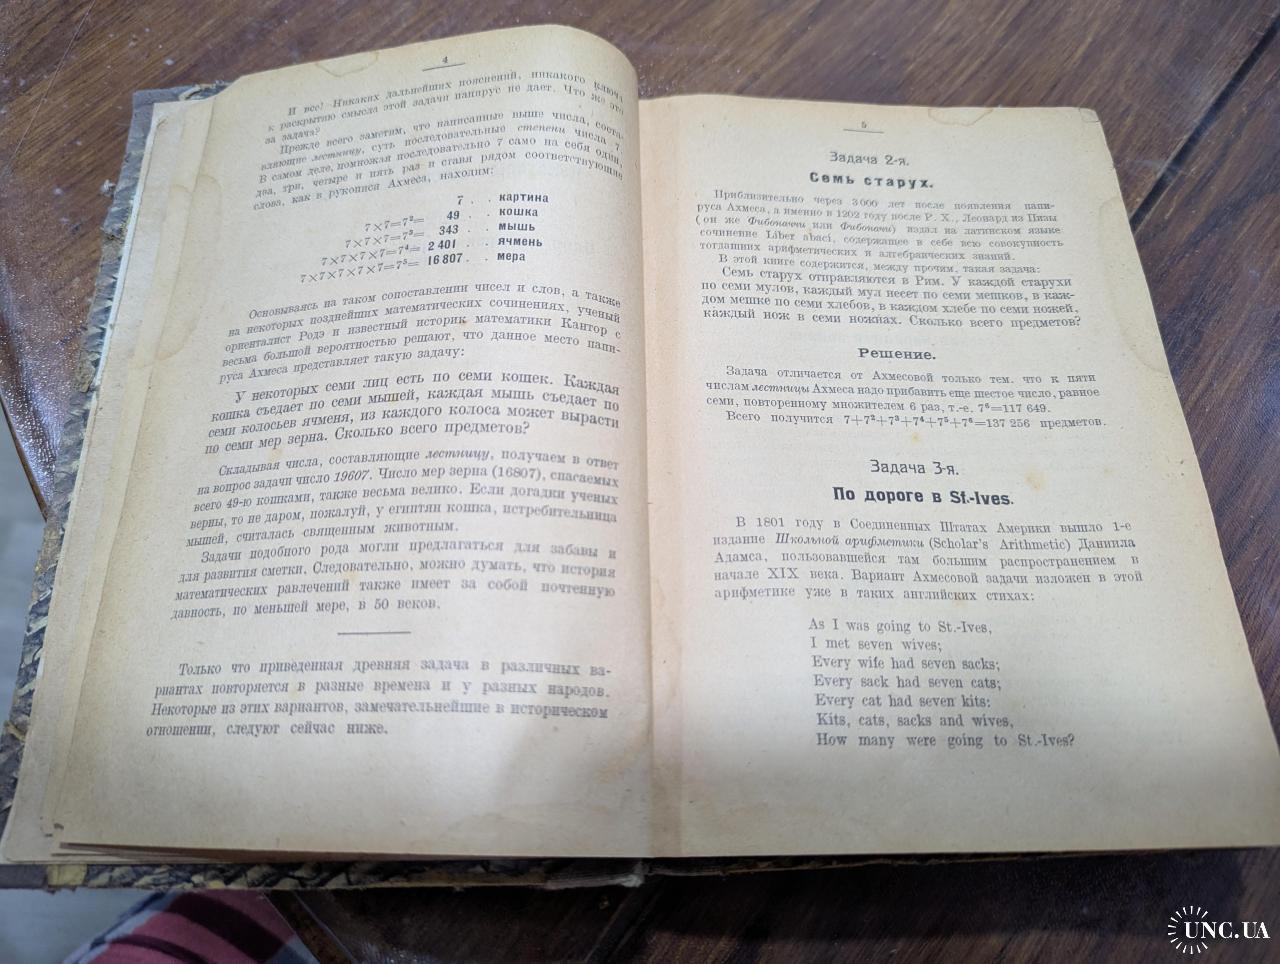 4
И все! Никаких дальнейших пояснений, никакого ключа
к раскрытию смысла этой задачи папирус не дает. Что же это
за задача?
Прежде всего заметим, что написанные выше числа, соста-
вляющие лестницу, суть последовательные степени числа 7.
В самом деле, помножая последовательно 7 само на себя один,
два, три, четыре и пять раз и ставя рядом соответствующие
слова, как в рукописи Ахмеса, находим:
7 . . картина
7×7=7²= 49 . . кошка
7×7×7=7³= 343 . . мышь
7×7×7×7=7⁴= 2 401 . . ячмень
7×7×7×7×7=7⁵= 16 807 . . мера
Основываясь на таком сопоставлении чисел и слов, а также
на некоторых позднейших математических сочинениях, ученый
ориенталист Родэ и известный историк математики Кантор с
весьма большой вероятностью решают, что данное место папи-
руса Ахмеса представляет такую задачу:
У некоторых семи лиц есть по семи кошек. Каждая
кошка съедает по семи мышей, каждая мышь съедает по
семи колосьев ячменя, из каждого колоса может вырасти
по семи мер зерна. Сколько всего предметов?
Складывая числа, составляющие лестницу, получаем в ответ
на вопрос задачи число 19607. Число мер зерна (16807), спасаемых
всего 49-ю кошками, также весьма велико. Если догадки ученых
верны, то не даром, пожалуй, у египтян кошка, истребительница
мышей, считалась священным животным.
Задачи подобного рода могли предлагаться для забавы и
для развития сметки. Следовательно, можно думать, что история
математических развлечений также имеет за собой почтенную
давность, по меньшей мере, в 50 веков.
Только что приведенная древняя задача в различных ва-
риантах повторяется в разные времена и у разных народов.
Некоторые из этих вариантов, замечательнейшие в историческом
отношении, следуют сейчас ниже.
5
Задача 2-я.
Семь старух.
Приблизительно через 3 000 лет после появления папи-
руса Ахмеса, а именно в 1202 году после Р. Х., Леонард из Пизы
(он же Фибоначчи или Фибоначи) издал на латинском языке
сочинение Liber abaci, содержащее в себе всю совокупность
тогдашних арифметических и алгебраических знаний.
В этой книге содержится, между прочим, такая задача:
Семь старух отправляются в Рим. У каждой старухи
по семи мулов, каждый мул несет по семи мешков, в каж-
дом мешке по семи хлебов, в каждом хлебе по семи ножей,
каждый нож в семи ножнах. Сколько всего предметов?
Решение.
Задача отличается от Ахмесовой только тем. что к пяти
числам лестницы Ахмеса надо прибавить еще шестое число, равное
семи, повторенному множителем 6 раз, т.-е. 7⁶=117 649.
Всего получится 7+7²+7³+7⁴+7⁵+7⁶=137 256 предметов.
Задача 3-я.
По дороге в St.-Ives.
В 1801 году в Соединенных Штатах Америки вышло 1-е
издание Школьной арифметики (Scholar's Arithmetic) Даниила
Адамса, пользовавшейся там большим распространением в
начале XIX века. Вариант Ахмесовой задачи изложен в этой
арифметике уже в таких английских стихах:
As I was going to St.-Ives,
I met seven wives;
Every wife had seven sacks;
Every sack had seven cats;
Every cat had seven kits:
Kits, cats, sacks and wives,
How many were going to St.-Ives?
UNC.UA